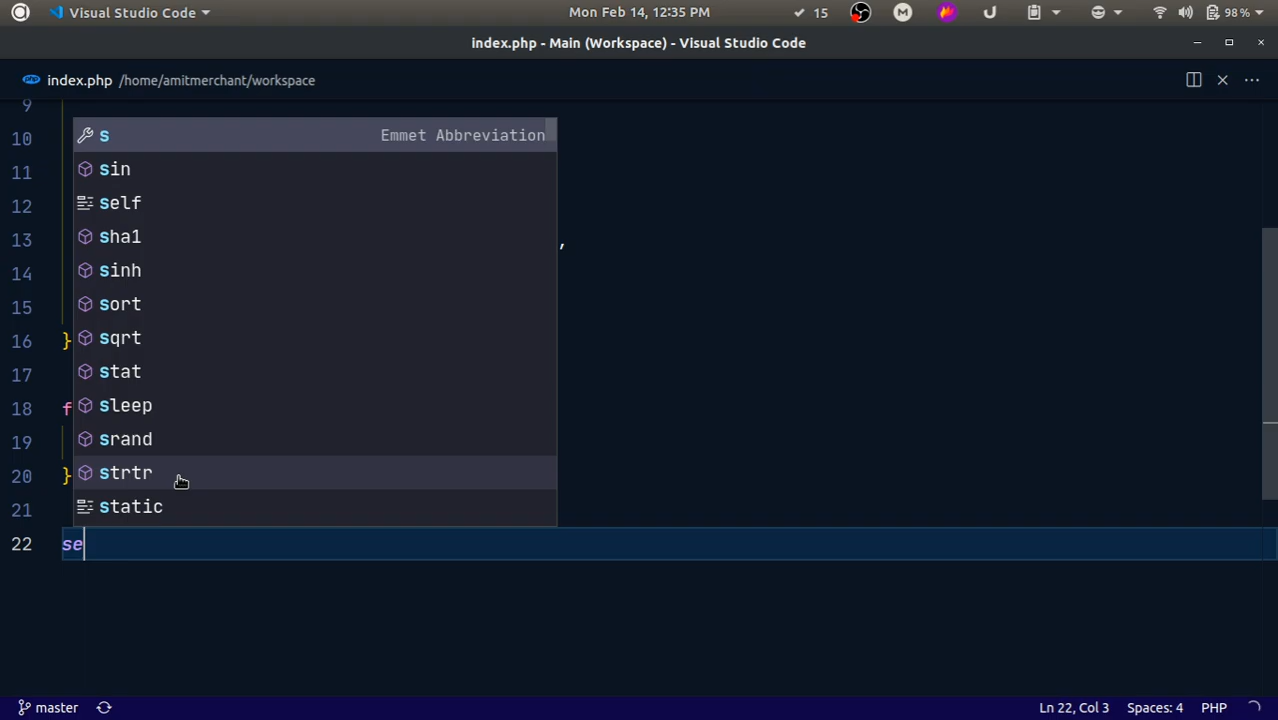 Visual Studio Code
Mon Feb 14, 12:35 PM
15
M
98 %
index.php - Main (Workspace) - Visual Studio Code
php index.php /home/amitmerchant/workspace
9
10
11
12
13 ,
14
15
16 }
17
18 f
19
20 }
21
22 se
s Emmet Abbreviation
sin
self
sha1
sinh
sort
sqrt
stat
sleep
srand
strtr
static
master
Ln 22, Col 3
Spaces: 4
PHP